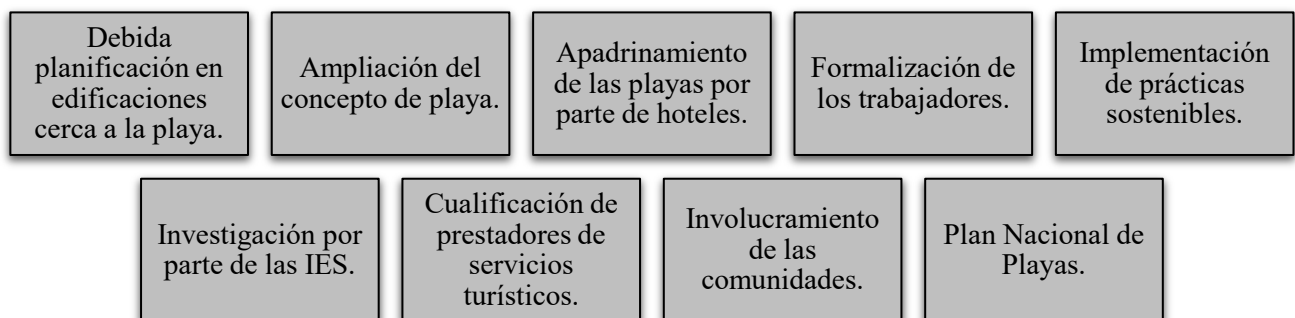 Debida
planificación en
edificaciones
cerca a la playa.
Ampliación del
concepto de playa.
Apadrinamiento
de las playas por
parte de hoteles.
Formalización de
los trabajadores.
Implementación
de prácticas
sostenibles.
Investigación por
parte de las IES.
Cualificación de
prestadores de
servicios
turísticos.
Involucramiento
de las
comunidades.
Plan Nacional de
Playas.